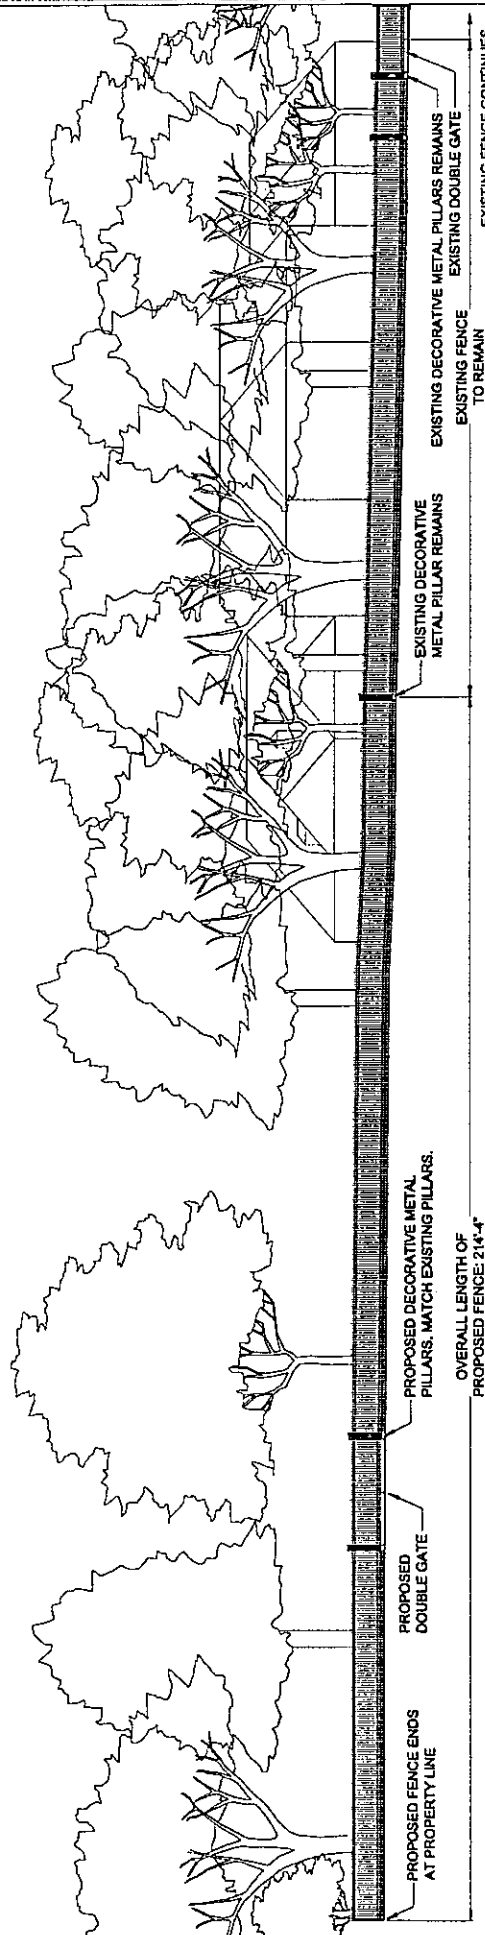 PROPOSED FENCE ENDS
AT PROPERTY LINE
PROPOSED
DOUBLE GATE
PROPOSED DECORATIVE METAL
PILLARS. MATCH EXISTING PILLARS.
OVERALL LENGTH OF
PROPOSED FENCE: 214'-4"
EXISTING DECORATIVE
METAL PILLAR REMAINS
EXISTING DECORATIVE METAL PILLARS REMAINS
EXISTING DOUBLE GATE
EXISTING FENCE
TO REMAIN
EXISTING FENCE CONTINUES